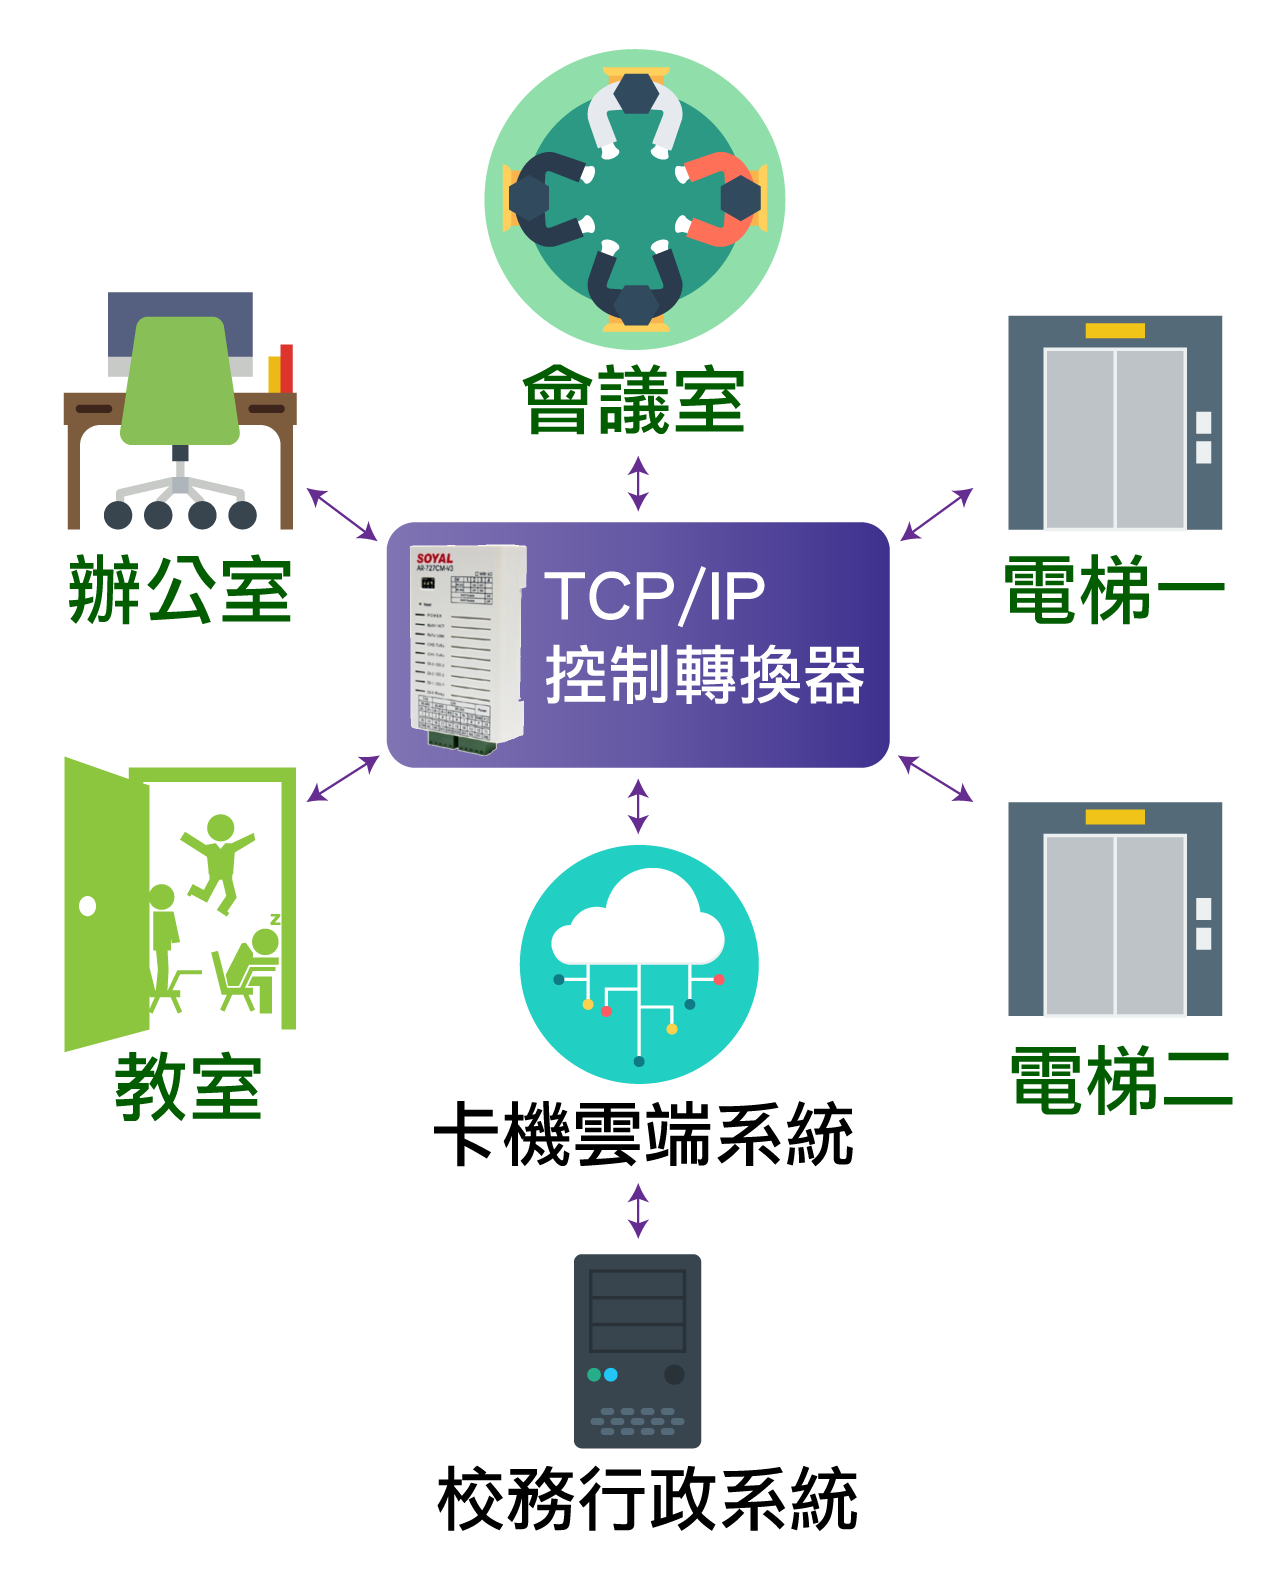 會議室
辦公室
電梯一
SOYAL
AR-727CM-V3
TCP/IP
控制轉換器
Z
教室
電梯二
卡機雲端系統
校務行政系統